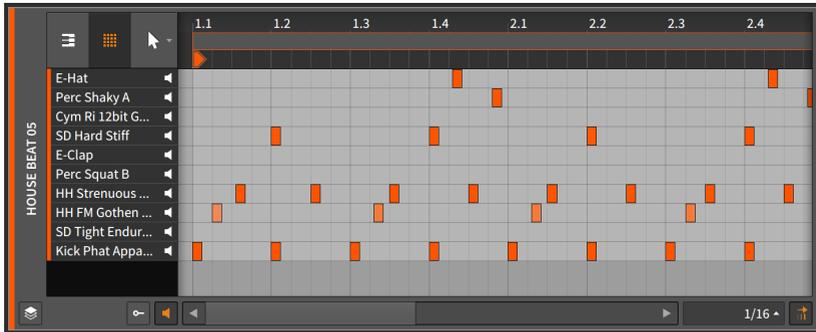 1.1 1.2 1.3 1.4 2.1 2.2 2.3 2.4
HOUSE BEAT 05
E-Hat
Perc Shaky A
Cym Ri 12bit G...
SD Hard Stiff
E-Clap
Perc Squat B
HH Strenuous ...
HH FM Gothen ...
SD Tight Endur...
Kick Phat Appa...
1/16